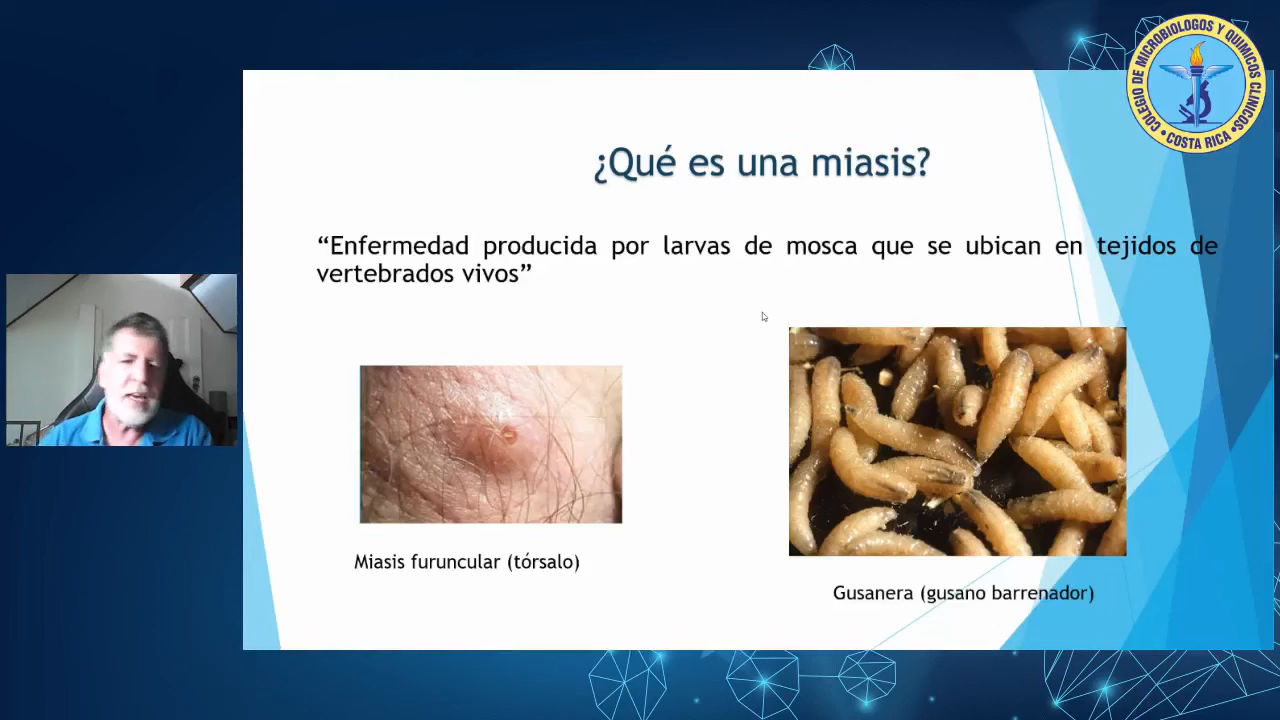 COLEGIO DE MICROBIOLOGOS Y QUIMICOS CLINICOS
• COSTA RICA •
¿Qué es una miasis?
“Enfermedad producida por larvas de mosca que se ubican en tejidos de
vertebrados vivos”
Miasis furuncular (tórsalo)
Gusanera (gusano barrenador)